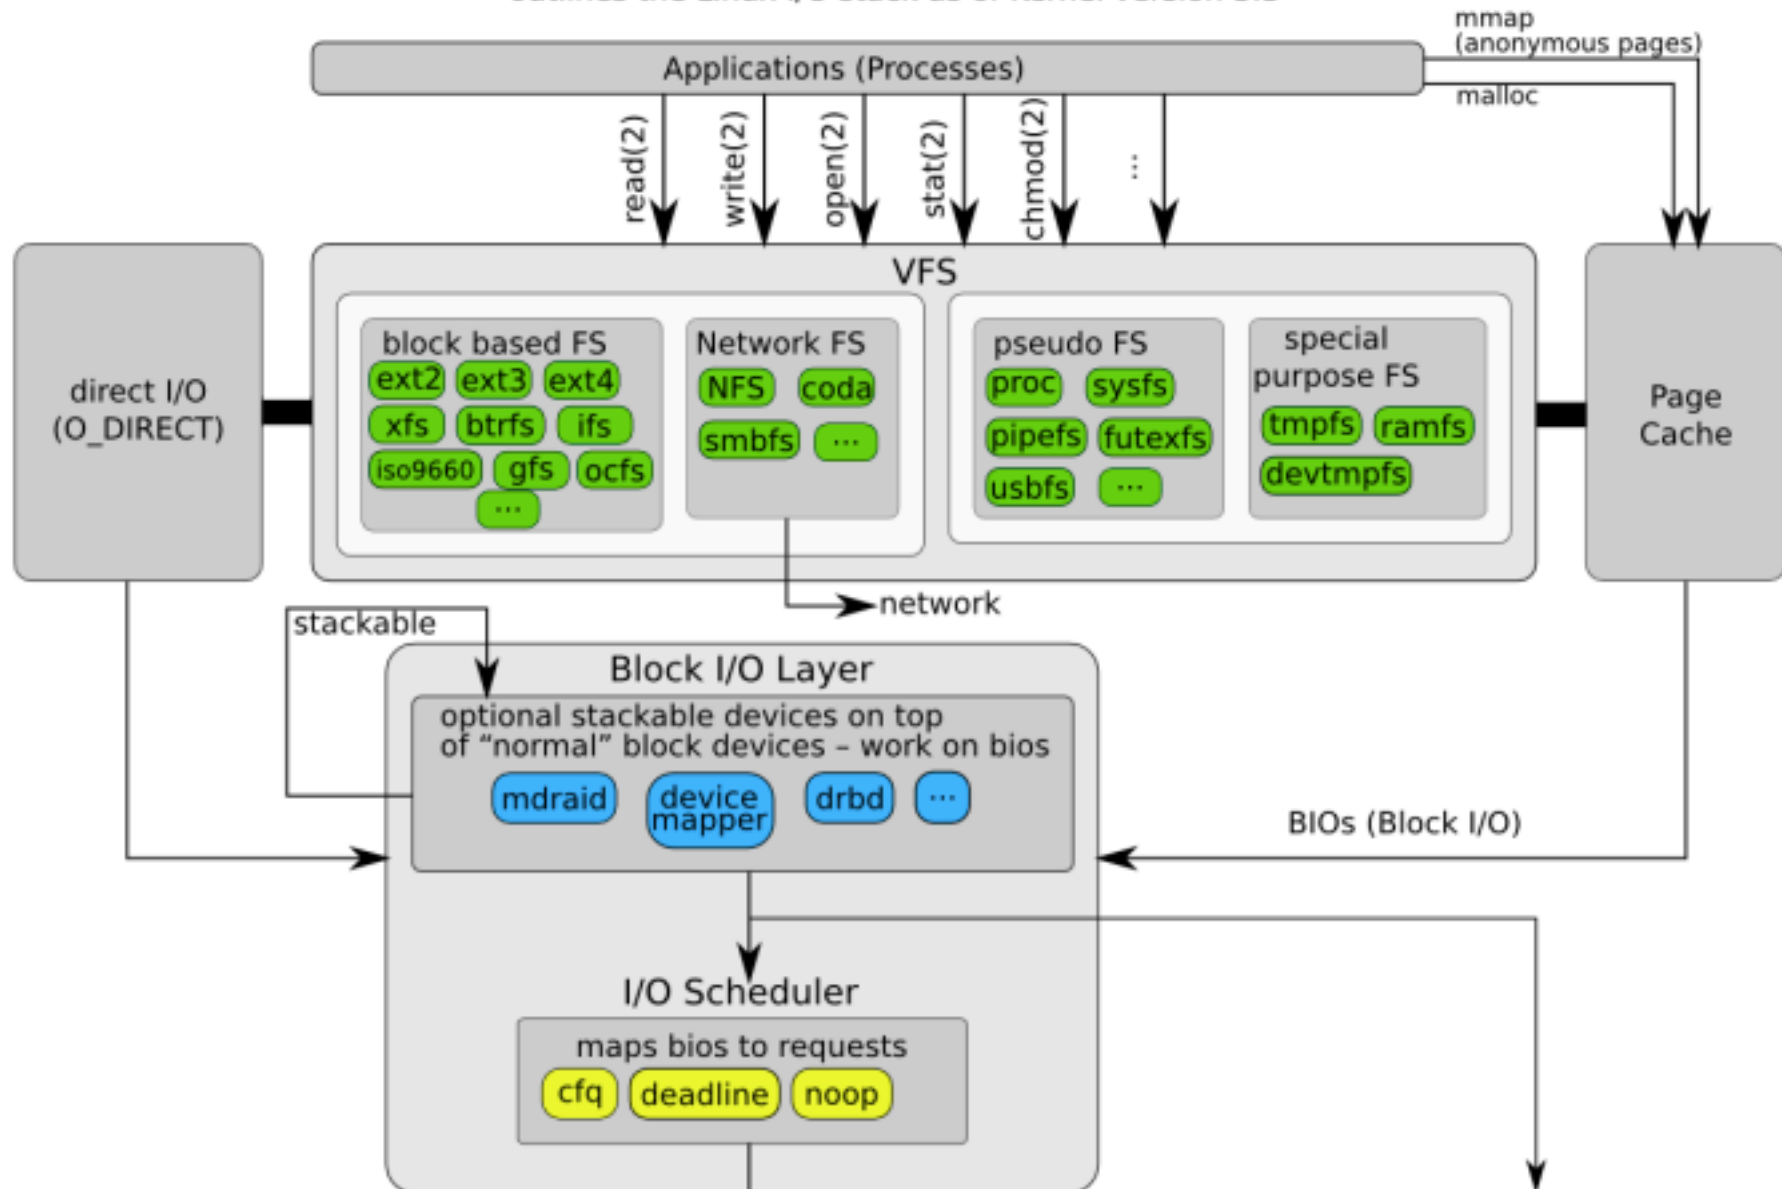 mmap
(anonymous pages)
Applications (Processes)
malloc
read(2)
write(2)
open(2)
stat(2)
chmod(2)
...
VFS
direct I/O
(O_DIRECT)
block based FS
ext2 ext3 ext4
xfs btrfs ifs
iso9660 gfs ocfs
...
Network FS
NFS coda
smbfs ...
pseudo FS
proc sysfs
pipefs futexfs
usbfs ...
special
purpose FS
tmpfs ramfs
devtmpfs
Page
Cache
network
stackable
Block I/O Layer
optional stackable devices on top
of “normal” block devices – work on bios
mdraid device mapper drbd ...
BIOs (Block I/O)
I/O Scheduler
maps bios to requests
cfq deadline noop